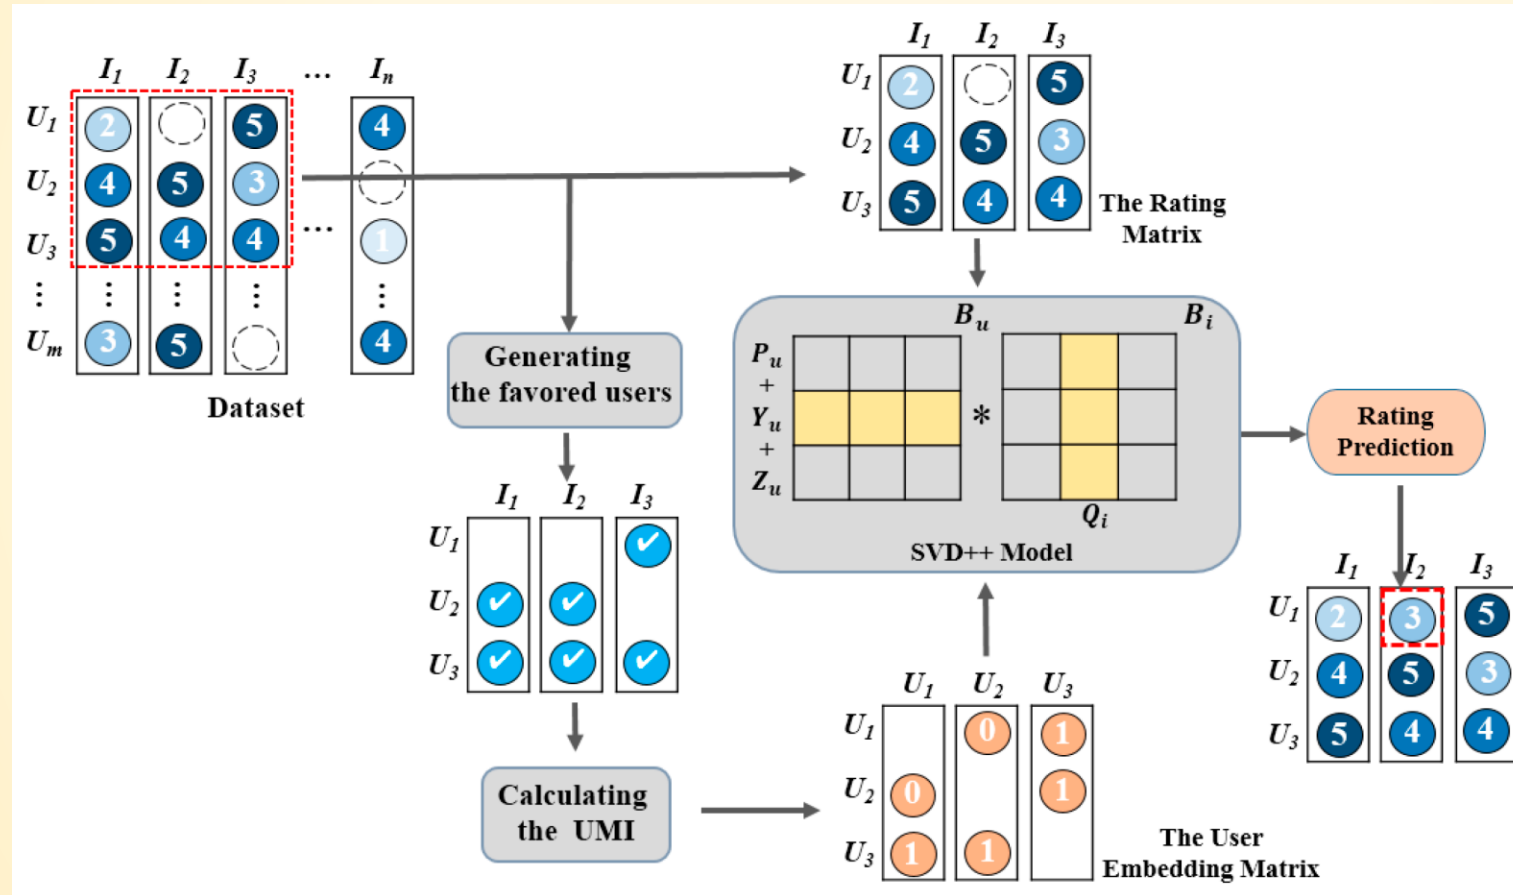 I1 I2 I3 ... In
U1 2 5 4
U2 4 5 3
U3 5 4 4 ... 1
⋮ ⋮ ⋮ ⋮ ⋮
Um 3 5 4
Dataset
I1 I2 I3
U1 2 5
U2 4 5 3
U3 5 4 4
The Rating
Matrix
Generating
the favored users
I1 I2 I3
U1 ✓
U2 ✓ ✓
U3 ✓ ✓ ✓
Calculating
the UMI
U1 U2 U3
U1 0 1
U2 0 1
U3 1 1
The User
Embedding Matrix
Bu Bi
Pu
+
Yu *
+
Zu
Qi
SVD++ Model
Rating
Prediction
I1 I2 I3
U1 2 3 5
U2 4 5 3
U3 5 4 4